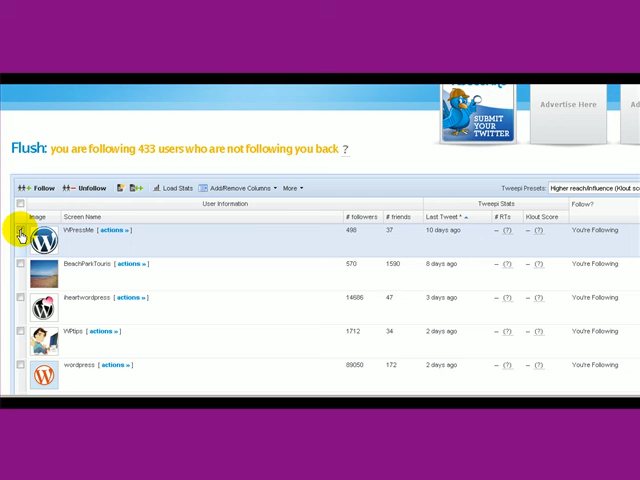 SUBMIT
YOUR
TWITTER
Advertise Here
Flush: you are following 433 users who are not following you back ?
Follow Unfollow Load Stats Add/Remove Columns More Tweepi Presets: Higher reach/Influence (Klout sco
User Information Tweepi Stats Follow?
Image Screen Name # followers # friends Last Tweet * # RTs Klout Score
WPressMe [ actions » ] 498 37 10 days ago -- (?) -- (?) You're Following
BeachParkTouris [ actions » ] 570 1590 8 days ago -- (?) -- (?) You're Following
iheartwordpress [ actions » ] 14686 47 3 days ago -- (?) -- (?) You're Following
WPtips [ actions » ] 1712 34 2 days ago -- (?) -- (?) You're Following
wordpress [ actions » ] 89050 172 2 days ago -- (?) -- (?) You're Following